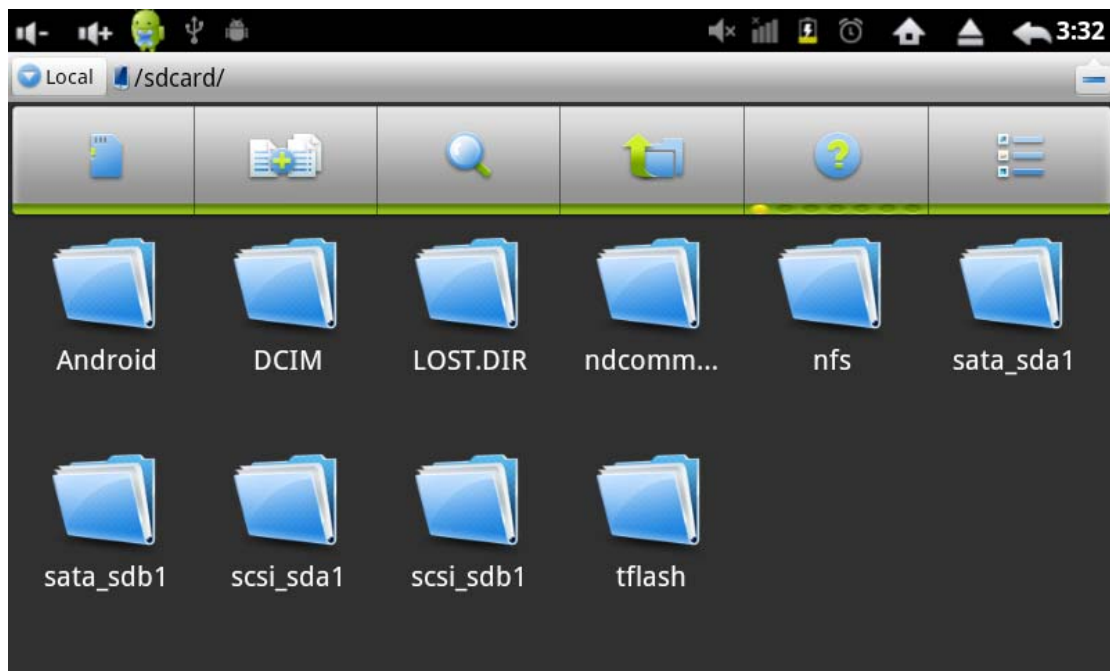 3:32
Local /sdcard/
Android DCIM LOST.DIR ndcomm... nfs sata_sda1
sata_sdb1 scsi_sda1 scsi_sdb1 tflash